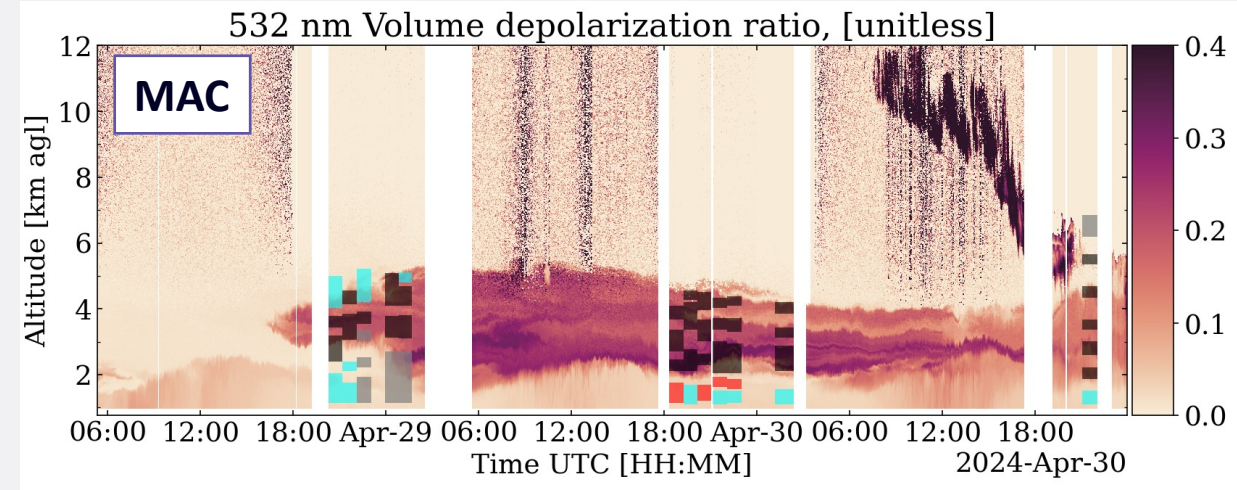 532 nm Volume depolarization ratio, [unitless]
MAC
Altitude [km agl]
12
10
8
6
4
2
0.4
0.3
0.2
0.1
0.0
06:00 12:00 18:00 Apr-29 06:00 12:00 18:00 Apr-30 06:00 12:00 18:00
Time UTC [HH:MM]
2024-Apr-30